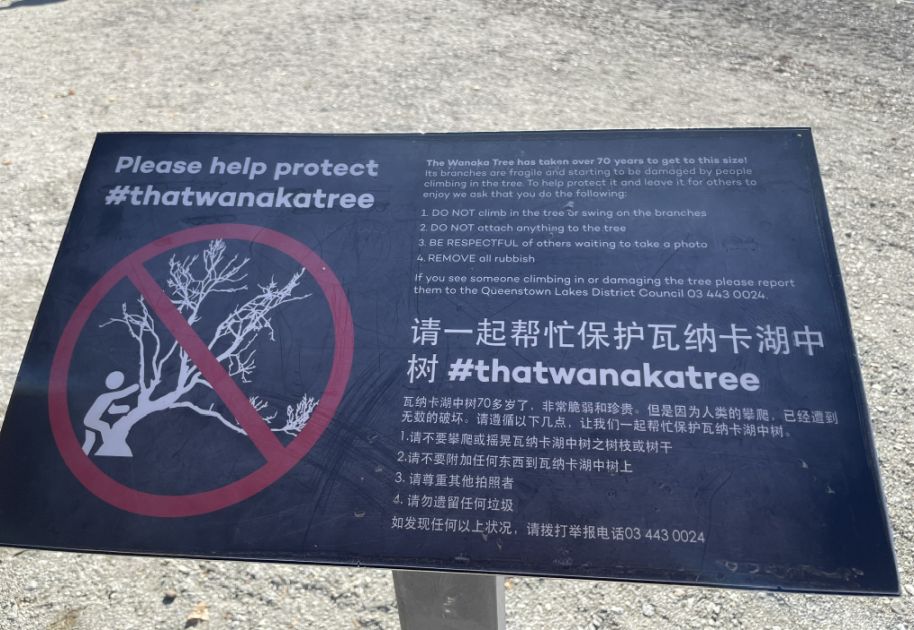 Please help protect
#thatwanakatree
The Wanaka Tree has taken over 70 years to get to this size!
Its branches are fragile and starting to be damaged by people
climbing in the tree. To help protect it and leave it for others to
enjoy we ask that you do the following:
1. DO NOT climb in the tree or swing on the branches
2. DO NOT attach anything to the tree
3. BE RESPECTFUL of others waiting to take a photo
4. REMOVE all rubbish
If you see someone climbing in or damaging the tree please report
them to the Queenstown Lakes District Council 03 443 0024.
请一起帮忙保护瓦纳卡湖中
树 #thatwanakatree
瓦纳卡湖中树70多岁了，非常脆弱和珍贵。但是因为人类的攀爬，已经遭到
无数的破坏。请遵循以下几点，让我们一起帮忙保护瓦纳卡湖中树。
1.请不要攀爬或摇晃瓦纳卡湖中树之树枝或树干
2.请不要附加任何东西到瓦纳卡湖中树上
3. 请尊重其他拍照者
4. 请勿遗留任何垃圾
如发现任何以上状况，请拨打举报电话03 443 0024